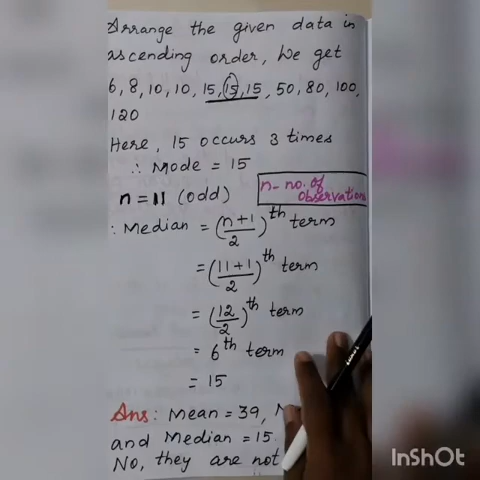 Arrange the given data in
ascending order, We get
6, 8, 10, 10, 15, 15, 15, 50, 80, 100,
120
Here, 15 occurs 3 times
∴ Mode = 15
n = 11 (odd)
n - no. of
observations
∴ Median = (n+1/2)th term
= (11+1/2)th term
= (12/2)th term
= 6th term
= 15
Ans: Mean = 39,
and Median = 15
No, they are not
InShOt